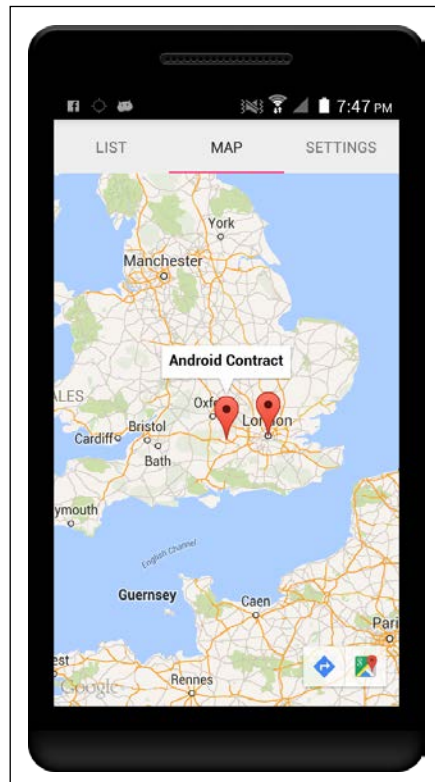 7:47 PM
LIST MAP SETTINGS
York
Manchester
Android Contract
ALES
Oxfo
London
Bristol
Cardiff
Bath
ymouth
English Channel
Guernsey
Caen
Pari
est
Google
Rennes